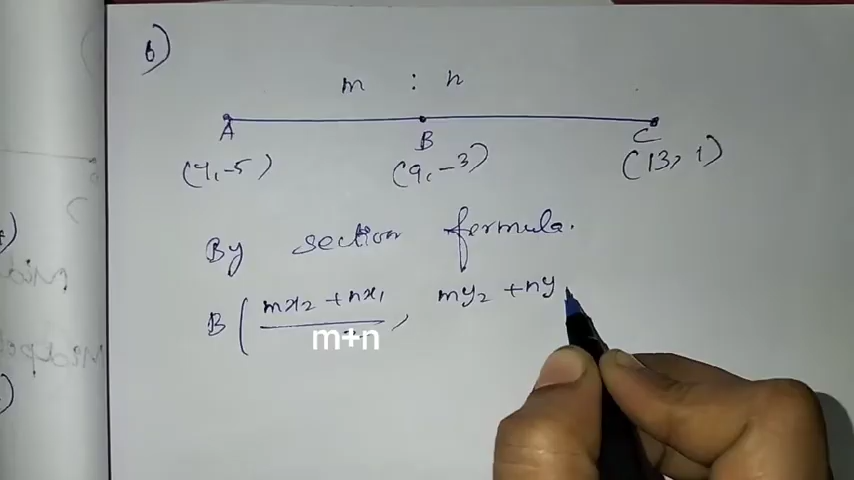 6)
m : n
A B C
(7,-5) (9,-3) (13, 1)
By section formula.
B ( mx₂ + nx₁ , my₂ + ny
m+n